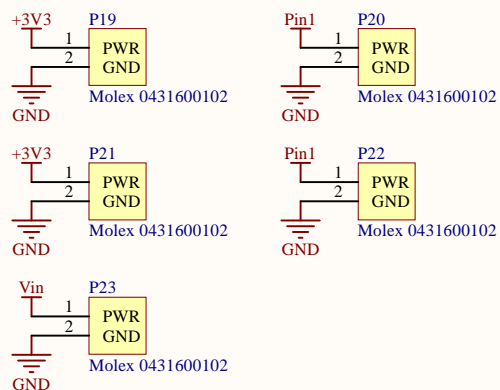 +3V3 P19
1 PWR
2 GND
GND Molex 0431600102
Pin1 P20
1 PWR
2 GND
GND Molex 0431600102
+3V3 P21
1 PWR
2 GND
Molex 0431600102
GND
Pin1 P22
1 PWR
2 GND
Molex 0431600102
GND
Vin P23
1 PWR
2 GND
Molex 0431600102
GND